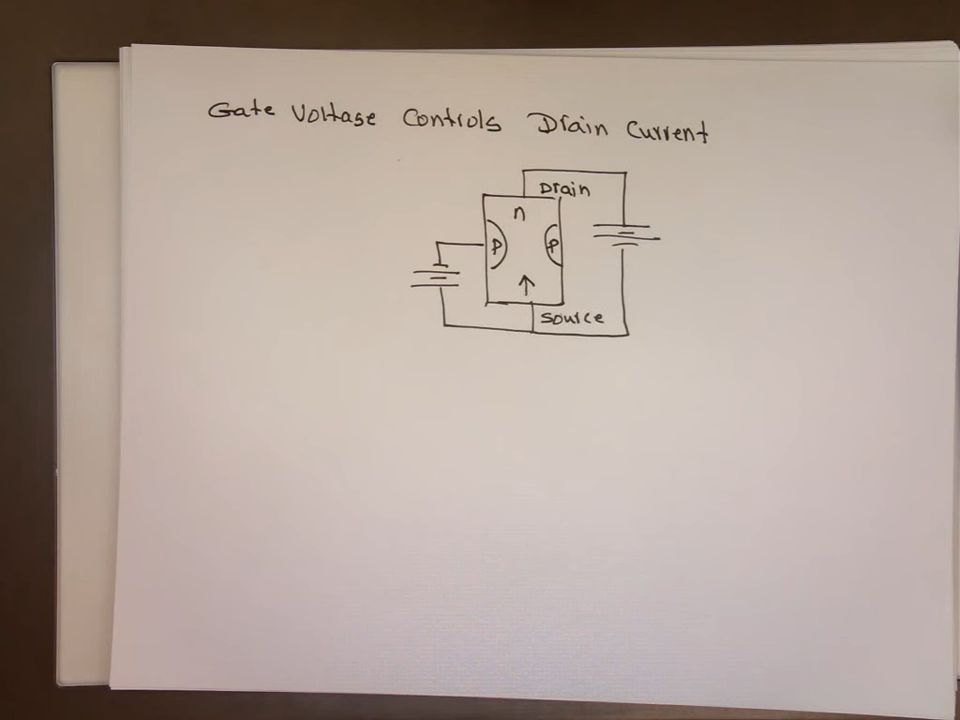 Gate Voltage Controls Drain Current
Drain
n
P P
Source